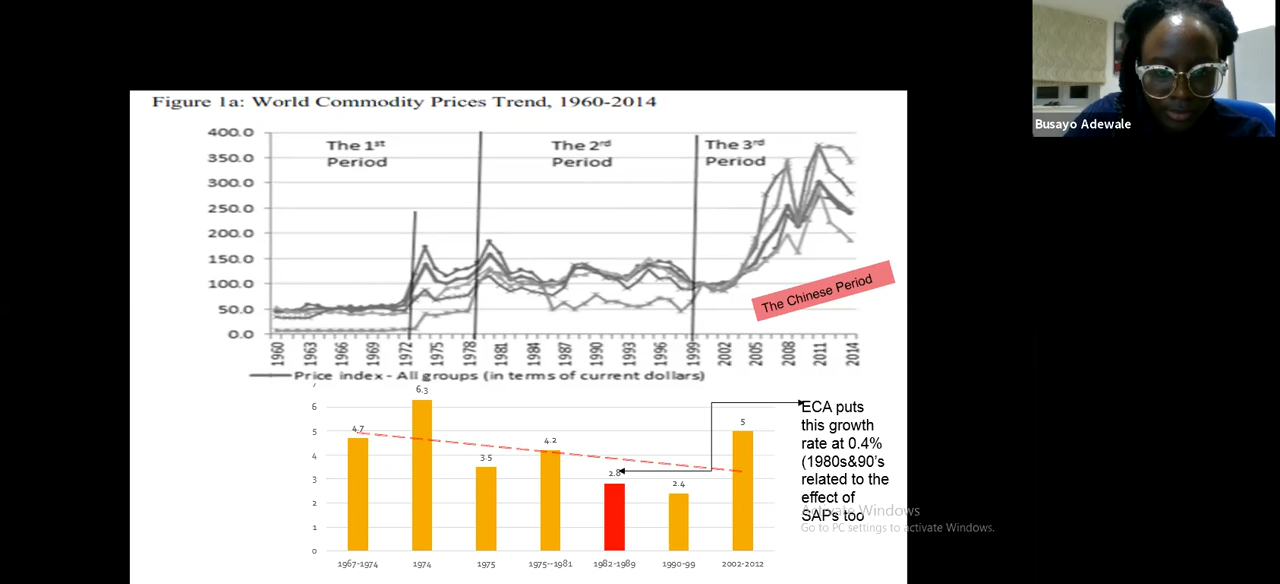 Busayo Adewale
Figure 1a: World Commodity Prices Trend, 1960-2014
400.0
350.0
300.0
250.0
200.0
150.0
100.0
50.0
0.0
The 1st
Period
The 2rd
Period
The 3rd
Period
The Chinese Period
1960 1963 1966 1969 1972 1975 1978 1981 1984 1987 1990 1993 1996 1999 2002 2005 2008 2011 2014
Price index - All groups (in terms of current dollars)
7
6
5
4
3
2
1
0
4.7
6.3
3.5
4.2
2.8
2.4
5
1967-1974 1974 1975 1975--1981 1982-1989 1990-99 2002-2012
ECA puts
this growth
rate at 0.4%
(1980s&90's
related to the
effect of
SAPs too
Activate Windows
Go to PC settings to activate Windows.